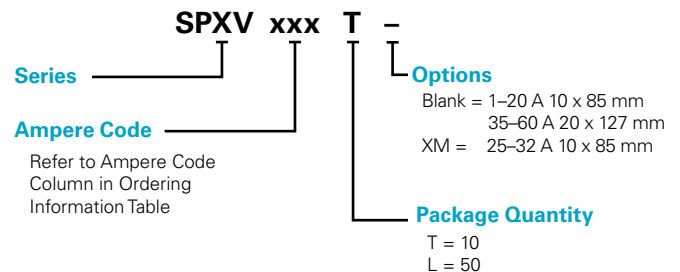 SPXV xxx T –
Series
Ampere Code
Refer to Ampere Code
Column in Ordering
Information Table
Options
Blank = 1–20 A 10 x 85 mm
35–60 A 20 x 127 mm
XM = 25–32 A 10 x 85 mm
Package Quantity
T = 10
L = 50